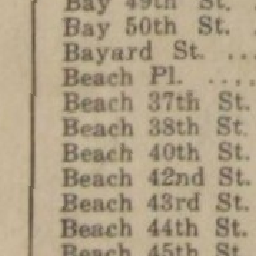 Bay 49th St.
Bay 50th St.
Bayard St. ...
Beach Pl. ....
Beach 37th St.
Beach 38th St.
Beach 40th St.
Beach 42nd St.
Beach 43rd St.
Beach 44th St.
Beach 45th St.